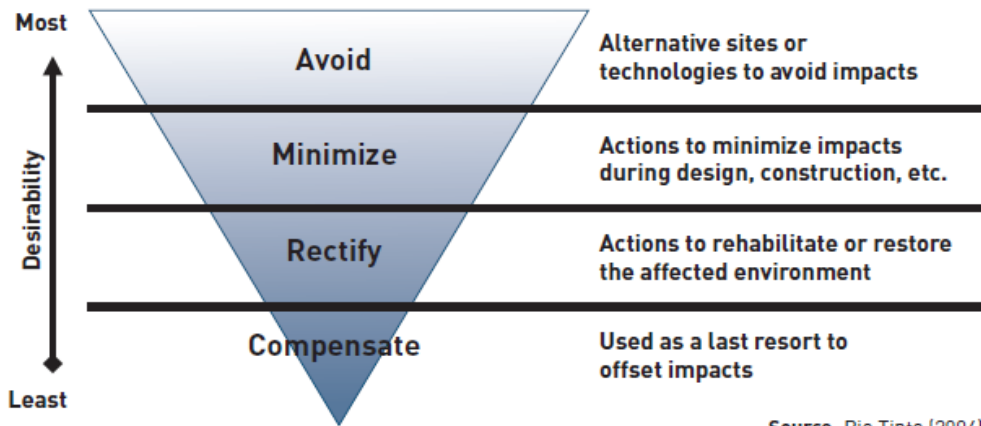 Most
Avoid
Alternative sites or
technologies to avoid impacts
Minimize
Actions to minimize impacts
during design, construction, etc.
Desirability
Rectify
Actions to rehabilitate or restore
the affected environment
Compensate
Used as a last resort to
offset impacts
Least
Source